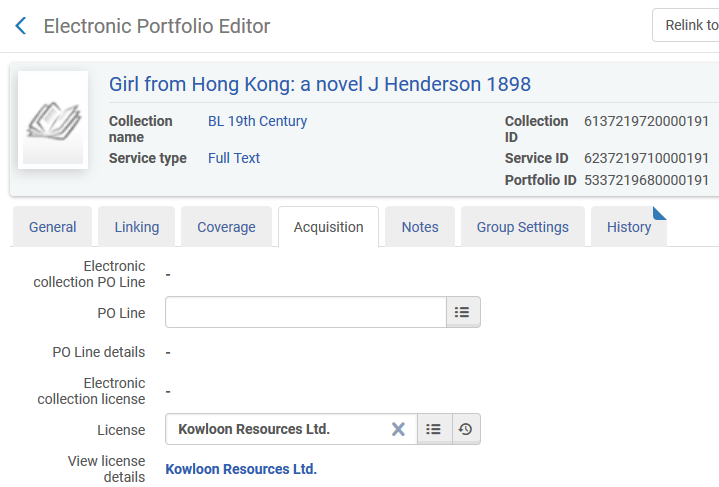 Electronic Portfolio Editor
Relink to
Girl from Hong Kong: a novel J Henderson 1898
Collection name BL 19th Century
Collection ID 6137219720000191
Service type Full Text
Service ID 6237219710000191
Portfolio ID 5337219680000191
General Linking Coverage Acquisition Notes Group Settings History
Electronic collection PO Line -
PO Line
PO Line details -
Electronic collection license -
License Kowloon Resources Ltd.
View license details Kowloon Resources Ltd.